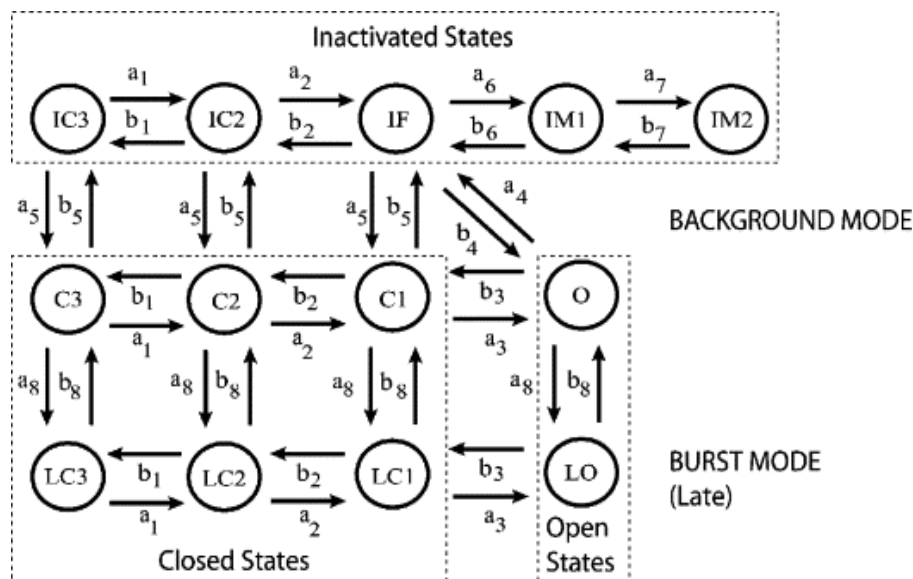 Inactivated States
a1 a2 a6 a7
IC3 IC2 IF IM1 IM2
b1 b2 b6 b7
a5 b5 a5 b5 a5 b5 a4
b4
BACKGROUND MODE
C3 C2 C1 O
b1 b2 b3
a1 a2 a3
a8 b8 a8 b8 a8 b8 a8 b8
LC3 LC2 LC1 LO
b1 b2 b3
a1 a2 a3
BURST MODE
(Late)
Closed States
Open
States